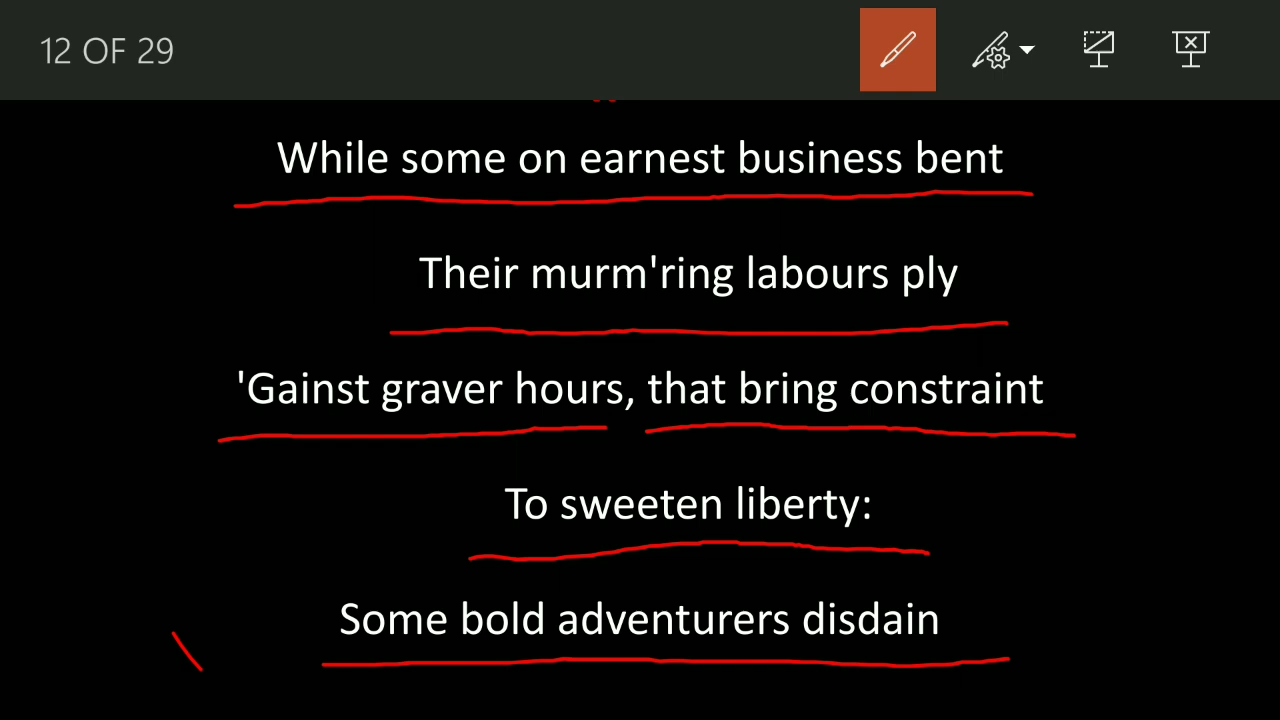 12 OF 29
While some on earnest business bent
Their murm'ring labours ply
'Gainst graver hours, that bring constraint
To sweeten liberty:
Some bold adventurers disdain